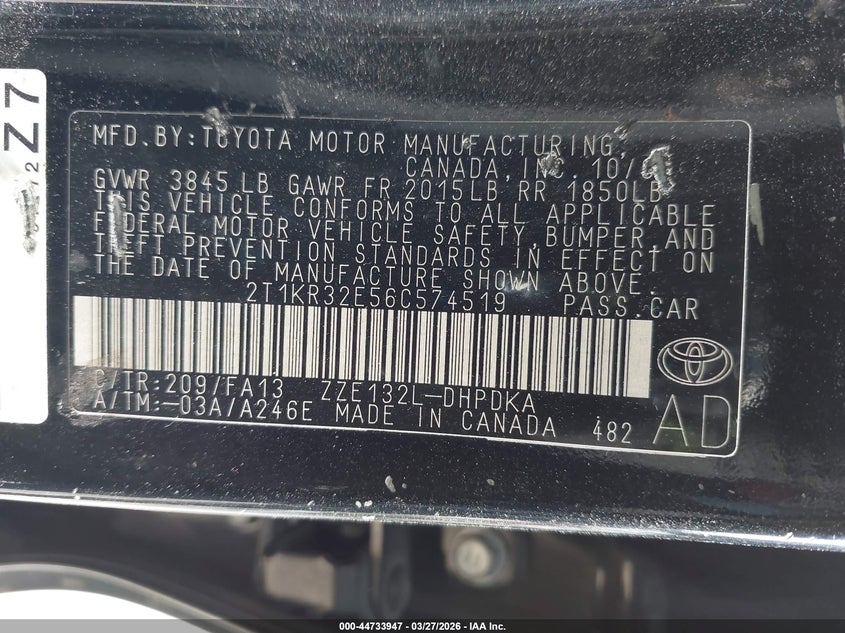 Z7
MFD.BY:TOYOTA MOTOR MANUFACTURING,
CANADA,INC. 10/
GVWR 3845 LB GAWR FR 2015LB RR 1850LB
THIS VEHICLE CONFORMS TO ALL APPLICABLE
FEDERAL MOTOR VEHICLE SAFETY,BUMPER,AND
THEFT PREVENTION STANDARDS IN EFFECT ON
THE DATE OF MANUFACTURE SHOWN ABOVE.
2T1KR32E56C574519 PASS.CAR
C/TR:209/FA13 ZZE132L-DHPDKA
A/TM:-03A/A246E MADE IN CANADA 482
AD
000-44733947 - 03/27/2026 - IAA Inc.